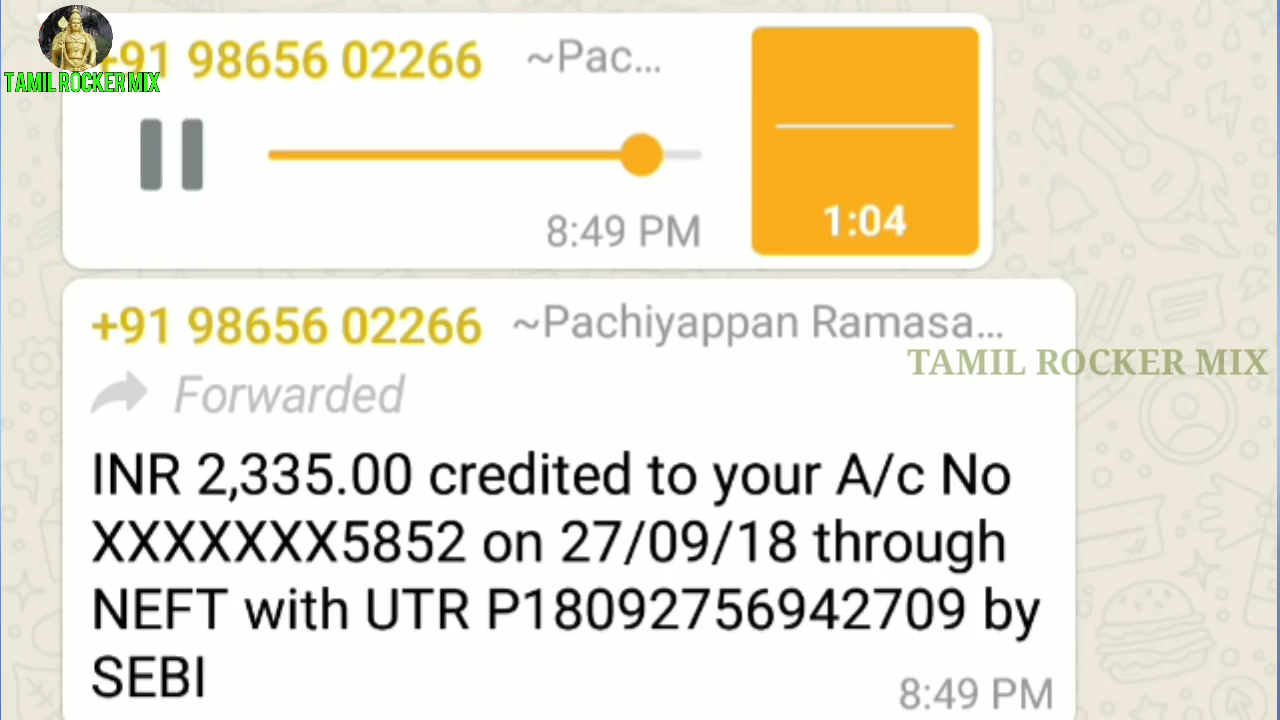 +91 98656 02266 ~Pac...
TAMIL ROCKER MIX
8:49 PM
1:04
+91 98656 02266 ~Pachiyappan Ramasa...
TAMIL ROCKER MIX
Forwarded
INR 2,335.00 credited to your A/c No
XXXXXXX5852 on 27/09/18 through
NEFT with UTR P18092756942709 by
SEBI
8:49 PM